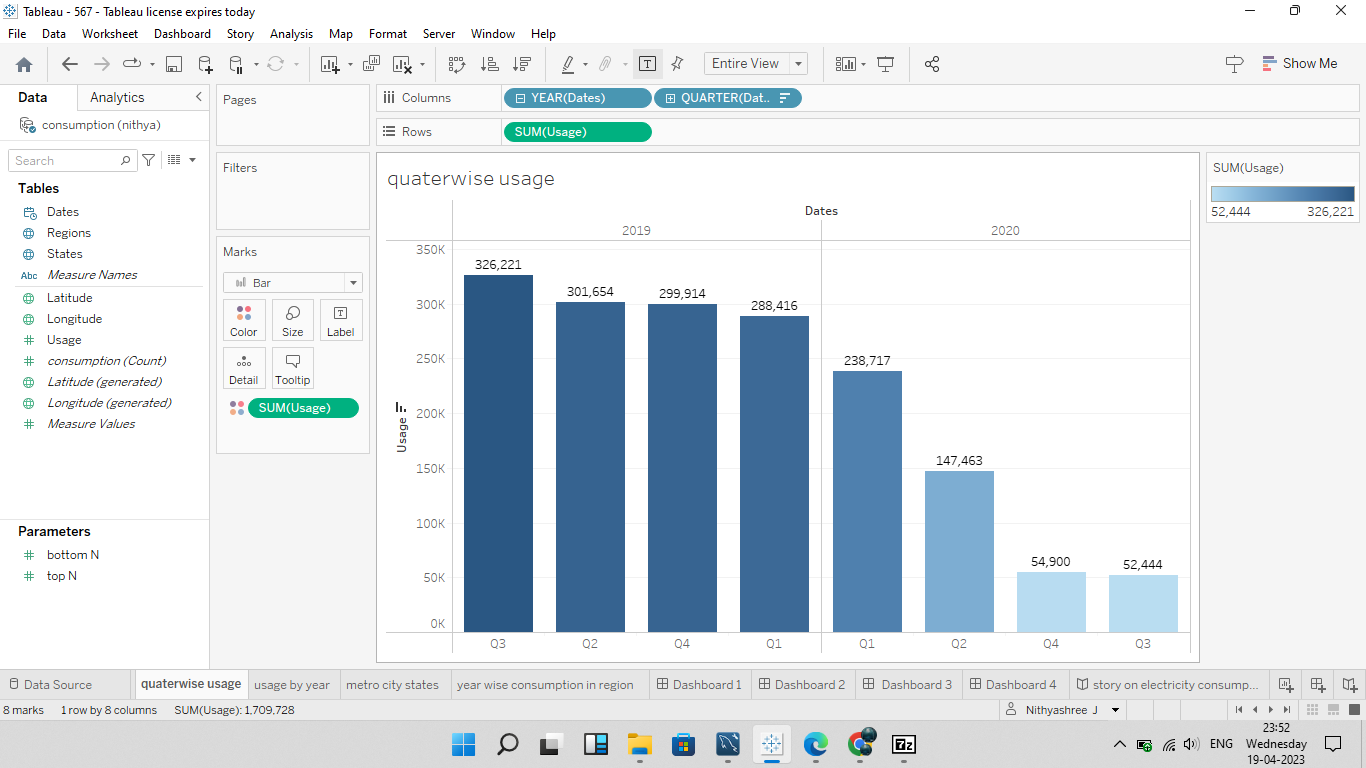 Tableau - 567 - Tableau license expires today
File Data Worksheet Dashboard Story Analysis Map Format Server Window Help
Entire View
Show Me
Data Analytics
consumption (nithya)
Search
Tables
Dates
Regions
States
Abc Measure Names
Latitude
Longitude
Usage
consumption (Count)
Latitude (generated)
Longitude (generated)
Measure Values
Parameters
bottom N
top N
Pages
Filters
Marks
Bar
Color Size Label
Detail Tooltip
SUM(Usage)
Columns YEAR(Dates) QUARTER(Dat..
Rows SUM(Usage)
quaterwise usage
Dates
2019 2020
350K
300K
250K
200K
150K
100K
50K
0K
Usage
326,221 301,654 299,914 288,416 238,717 147,463 54,900 52,444
Q3 Q2 Q4 Q1 Q1 Q2 Q4 Q3
SUM(Usage)
52,444 326,221
Data Source quaterwise usage usage by year metro city states year wise consumption in region Dashboard 1 Dashboard 2 Dashboard 3 Dashboard 4 story on electricity consump...
8 marks 1 row by 8 columns SUM(Usage): 1,709,728 Nithyashree J
7z
ENG
23:52
Wednesday
19-04-2023